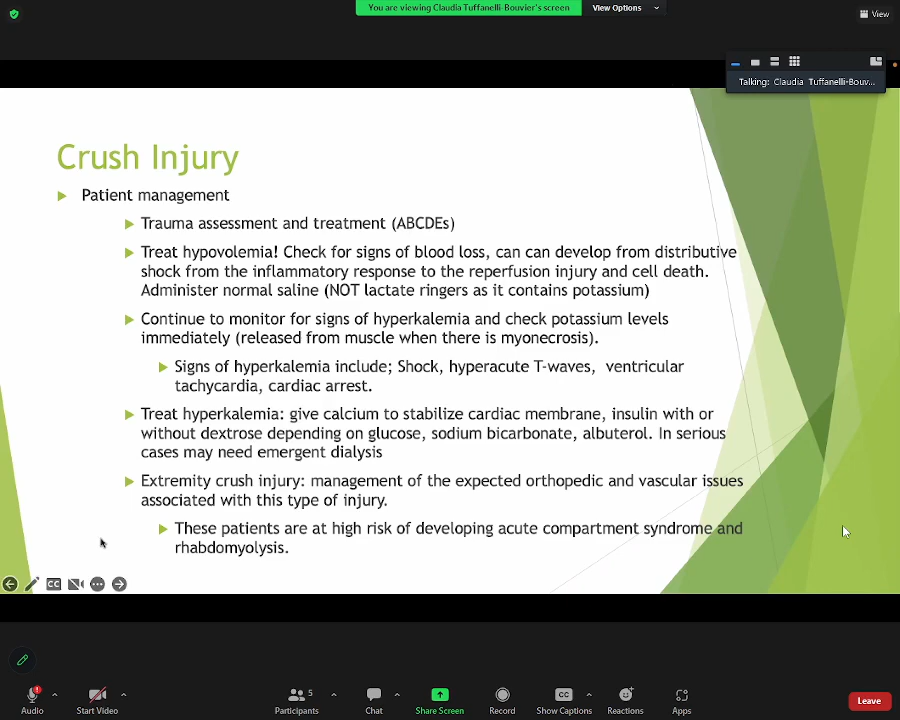 You are viewing Claudia Tuffanelli-Bouvier's screen
View Options
View
Talking: Claudia Tuffanelli-Bouv...
Crush Injury
Patient management
Trauma assessment and treatment (ABCDEs)
Treat hypovolemia! Check for signs of blood loss, can can develop from distributive
shock from the inflammatory response to the reperfusion injury and cell death.
Administer normal saline (NOT lactate ringers as it contains potassium)
Continue to monitor for signs of hyperkalemia and check potassium levels
immediately (released from muscle when there is myonecrosis).
Signs of hyperkalemia include; Shock, hyperacute T-waves, ventricular
tachycardia, cardiac arrest.
Treat hyperkalemia: give calcium to stabilize cardiac membrane, insulin with or
without dextrose depending on glucose, sodium bicarbonate, albuterol. In serious
cases may need emergent dialysis
Extremity crush injury: management of the expected orthopedic and vascular issues
associated with this type of injury.
These patients are at high risk of developing acute compartment syndrome and
rhabdomyolysis.
CC
Audio
Start Video
Participants
5
Chat
Share Screen
Record
CC
Show Captions
Reactions
Apps
Leave